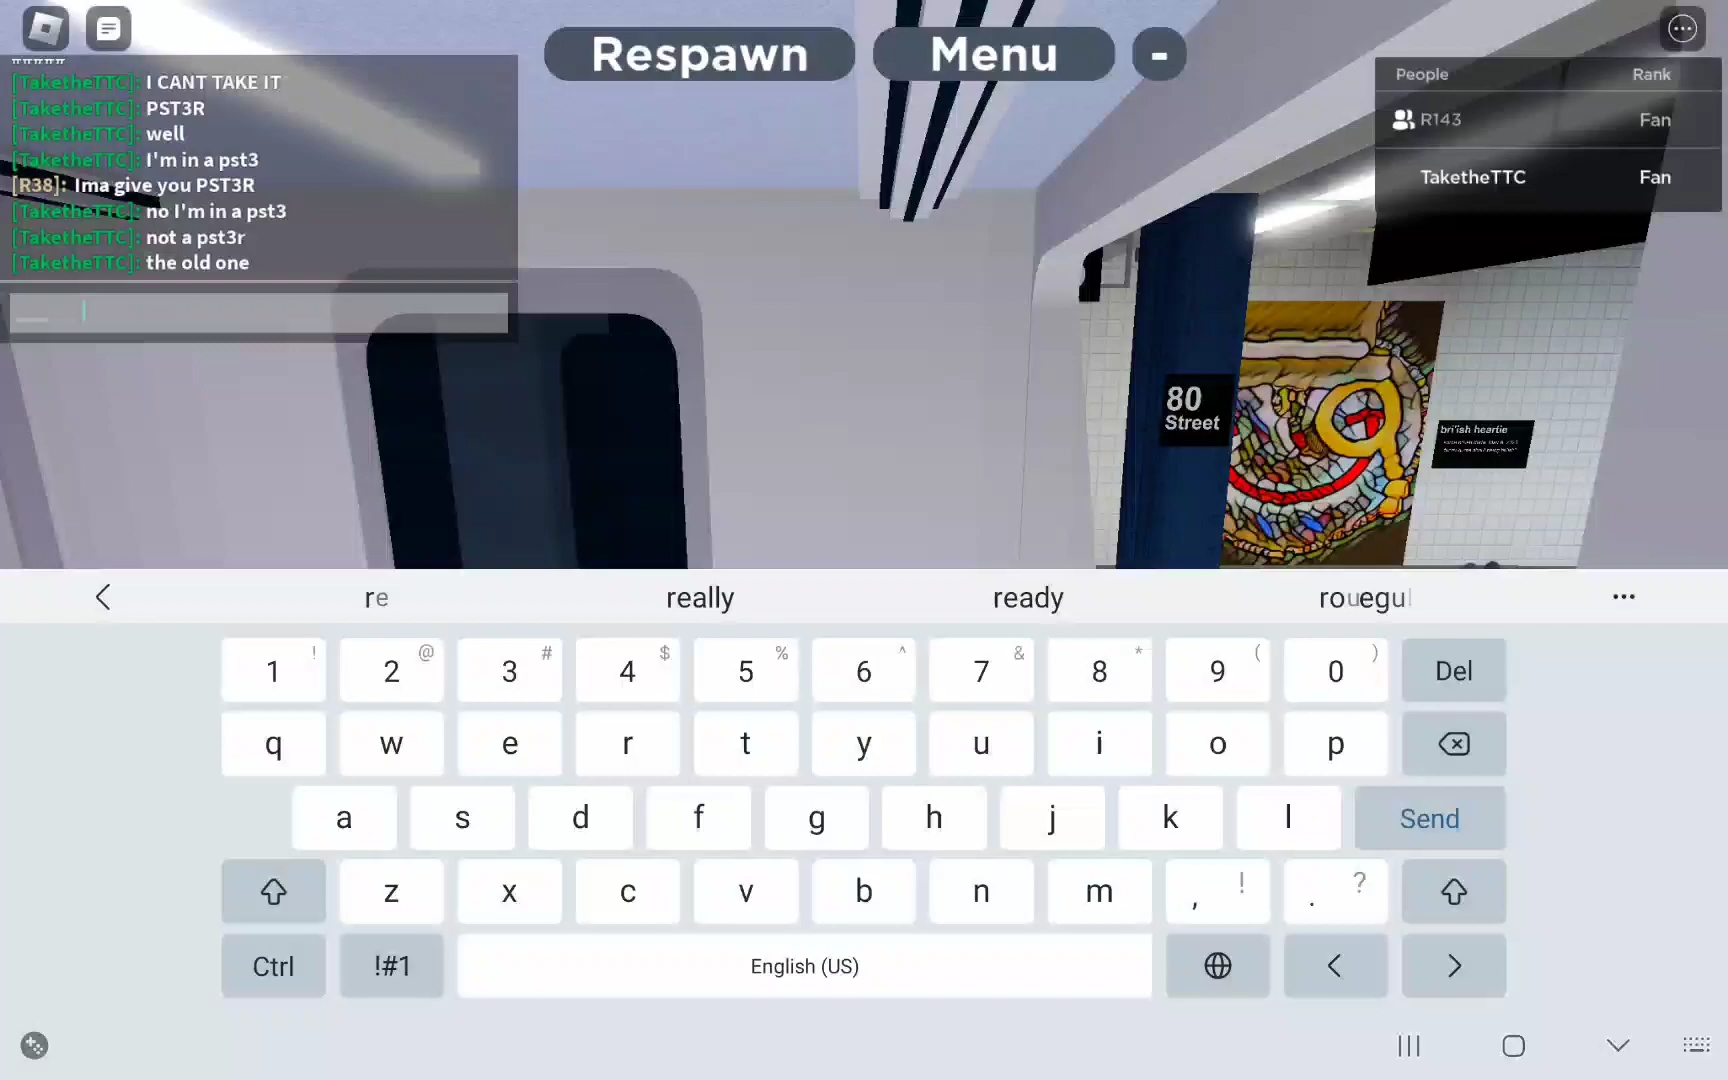 Respawn
Menu
-
[TaketheTTC]: I CANT TAKE IT
[TaketheTTC]: PST3R
[TaketheTTC]: well
[TaketheTTC]: I'm in a pst3
[R38]: Ima give you PST3R
[TaketheTTC]: no I'm in a pst3
[TaketheTTC]: not a pst3r
[TaketheTTC]: the old one
People Rank
R143 Fan
TaketheTTC Fan
80
Street
bri'ish heartie
re really ready
1 ! 2 @ 3 # 4 $ 5 % 6 ^ 7 & 8 * 9 ( 0 ) Del
q w e r t y u i o p
a s d f g h j k l Send
z x c v b n m , ! . ?
Ctrl !#1 English (US) < >